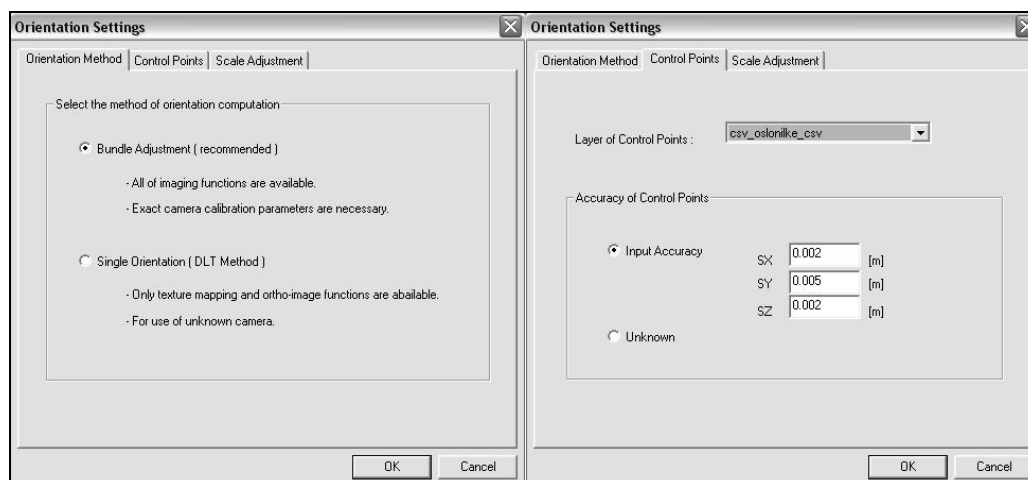 Orientation Settings
Orientation Method Control Points Scale Adjustment
Select the method of orientation computation
Bundle Adjustment ( recommended )
- All of imaging functions are available.
- Exact camera calibration parameters are necessary.
Single Orientation ( DLT Method )
- Only texture mapping and ortho-image functions are abailable.
- For use of unknown camera.
OK Cancel
Orientation Settings
Orientation Method Control Points Scale Adjustment
Layer of Control Points : csv_oslonilke_csv
Accuracy of Control Points
Input Accuracy
SX 0.002 [m]
SY 0.005 [m]
SZ 0.002 [m]
Unknown
OK Cancel